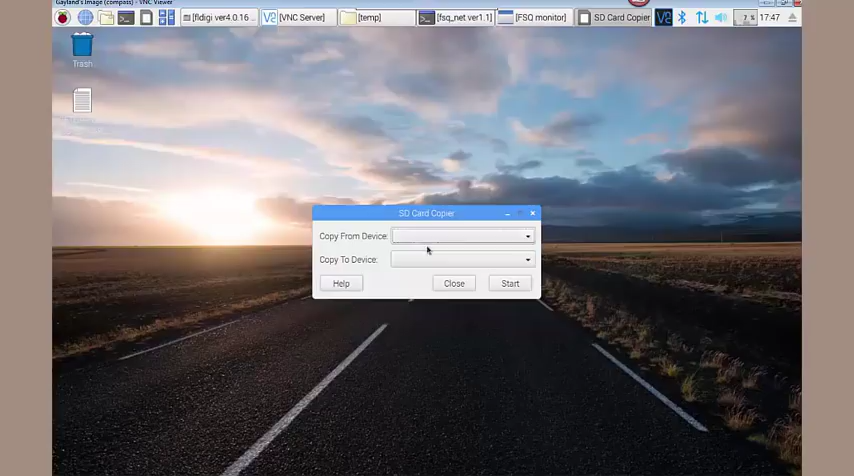 Gayland's Image (compass) - VNC Viewer
[fldigi ver4.0.16 ... [VNC Server] [temp] [fsq_net ver1.1] [FSQ monitor] SD Card Copier 7 % 17:47
Trash
SD Card Copier
Copy From Device:
Copy To Device:
Help Close Start